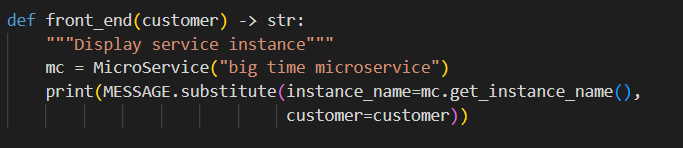 def front_end(customer) -> str:
    """Display service instance"""
    mc = MicroService("big time microservice")
    print(MESSAGE.substitute(instance_name=mc.get_instance_name(),
                             customer=customer))